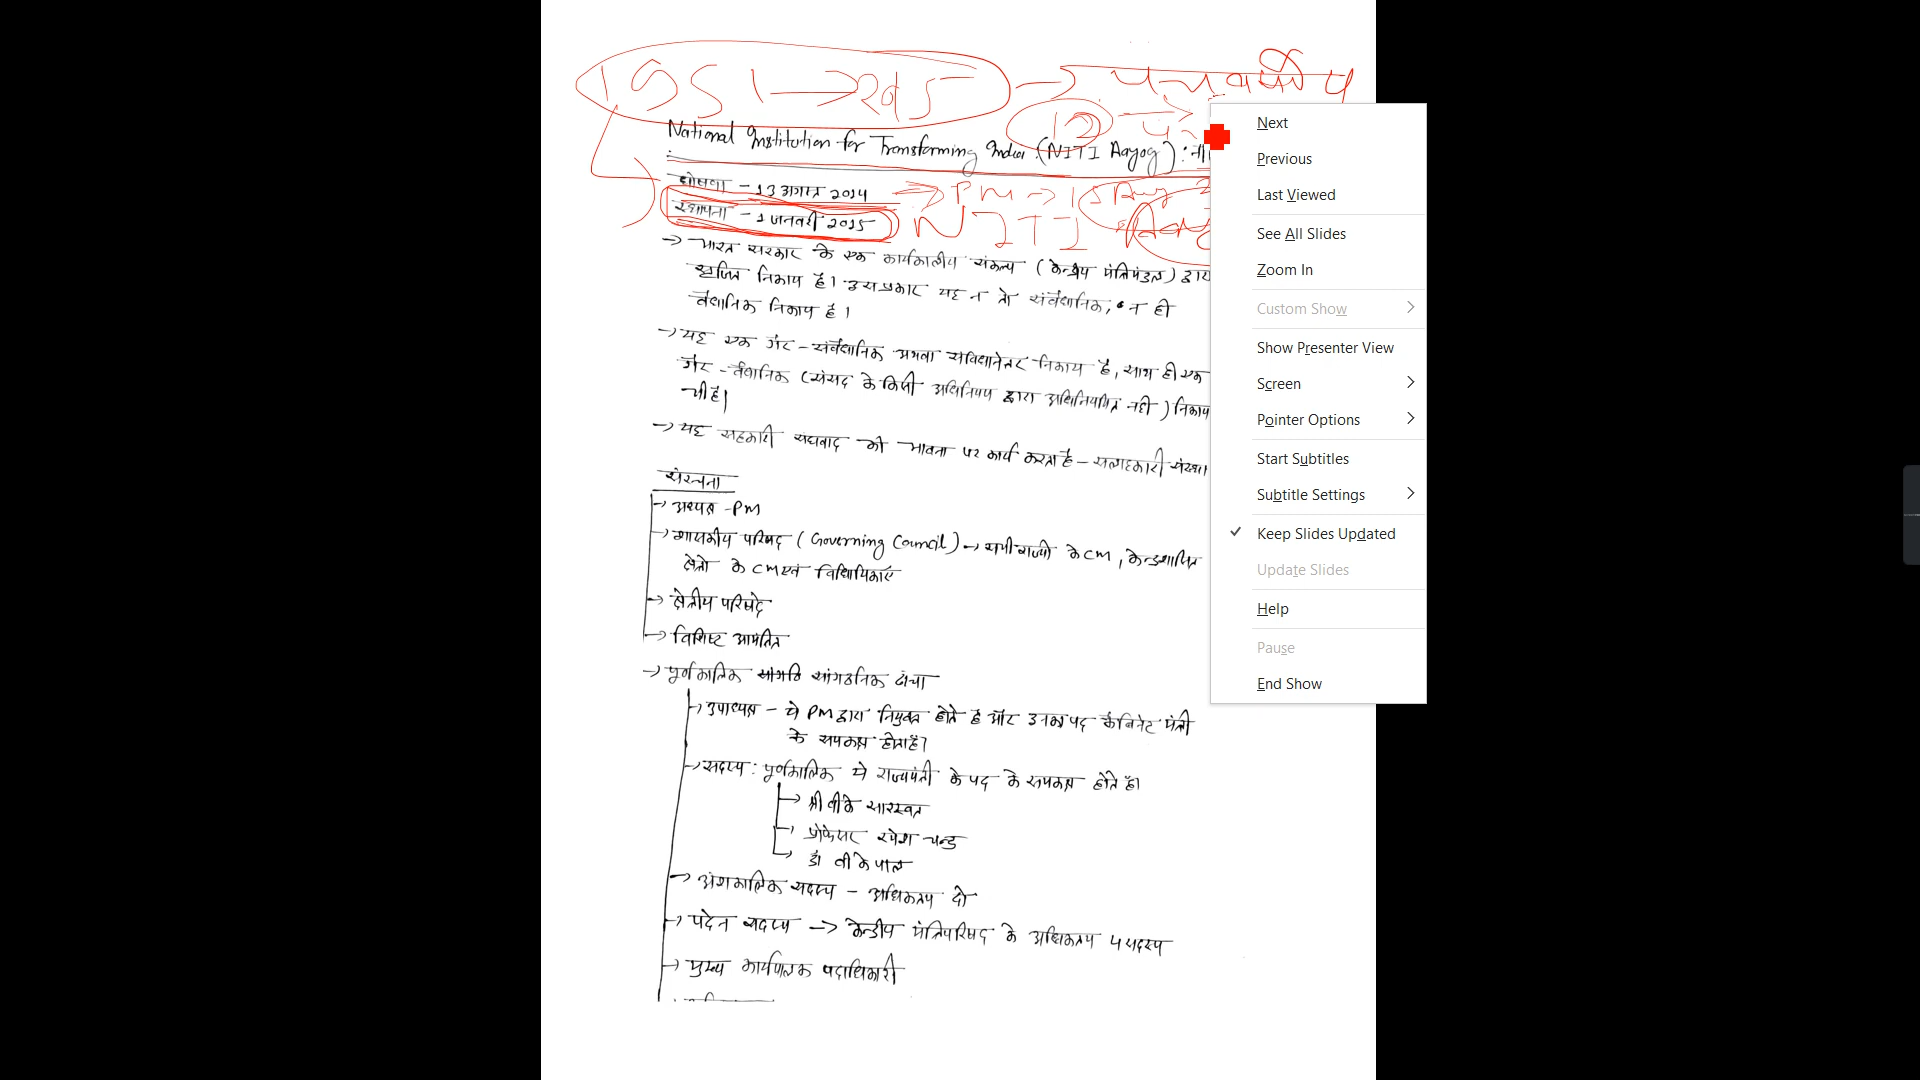 1951 → 2015 → पंचवर्षीय
12 →
National Institution for Transforming India (NITI Aayog) :
घोषणा - 13 अगस्त 2014 → PM → 15 Aug
स्थापना - 1 जनवरी 2015 NITI
→ भारत सरकार के एक कार्यकालीय संकल्प (केन्द्रीय मंत्रिमंडल) द्वारा
सृजित निकाय है। इस प्रकार यह न तो संवैधानिक, न ही
वैधानिक निकाय है।
→ यह एक गैर-संवैधानिक अथवा संविधानेत्तर निकाय है, साथ ही एक
गैर-वैधानिक (संसद के किसी अधिनियम द्वारा अधिनियमित नहीं) निकाय
भी है।
→ यह सहकारी संघवाद की भावना पर कार्य करता है - सलाहकारी संस्था
संरचना
→ अध्यक्ष - PM
→ शासकीय परिषद (Governing Council) → सभी राज्यों के CM, केन्द्रशासित
क्षेत्रों के CM एवं विधायिकाएं
→ क्षेत्रीय परिषदें
→ विशिष्ट आमंत्रित
→ पूर्णकालिक सांगठनिक ढांचा
→ उपाध्यक्ष - ये PM द्वारा नियुक्त होते है और उनका पद कैबिनेट मंत्री
के समकक्ष होता है।
→ सदस्य : पूर्णकालिक ये राज्यमंत्री के पद के समकक्ष होते है।
→ श्री वी के सारस्वत
→ प्रोफेसर रमेश चन्द
→ डॉ वी के पाल
→ अंशकालिक सदस्य - अधिकतम दो
→ पदेन सदस्य → केन्द्रीय मंत्रिपरिषद के अधिकतम 4 सदस्य
→ मुख्य कार्यपालक पदाधिकारी
Next
Previous
Last Viewed
See All Slides
Zoom In
Custom Show
Show Presenter View
Screen
Pointer Options
Start Subtitles
Subtitle Settings
Keep Slides Updated
Update Slides
Help
Pause
End Show